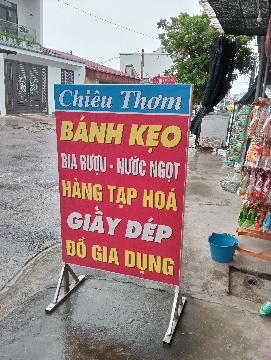 Chiêu Thơm
BÁNH KẸO
BIA RƯỢU - NƯỚC NGỌT
HÀNG TẠP HOÁ
GIẦY DÉP
ĐỒ GIA DỤNG